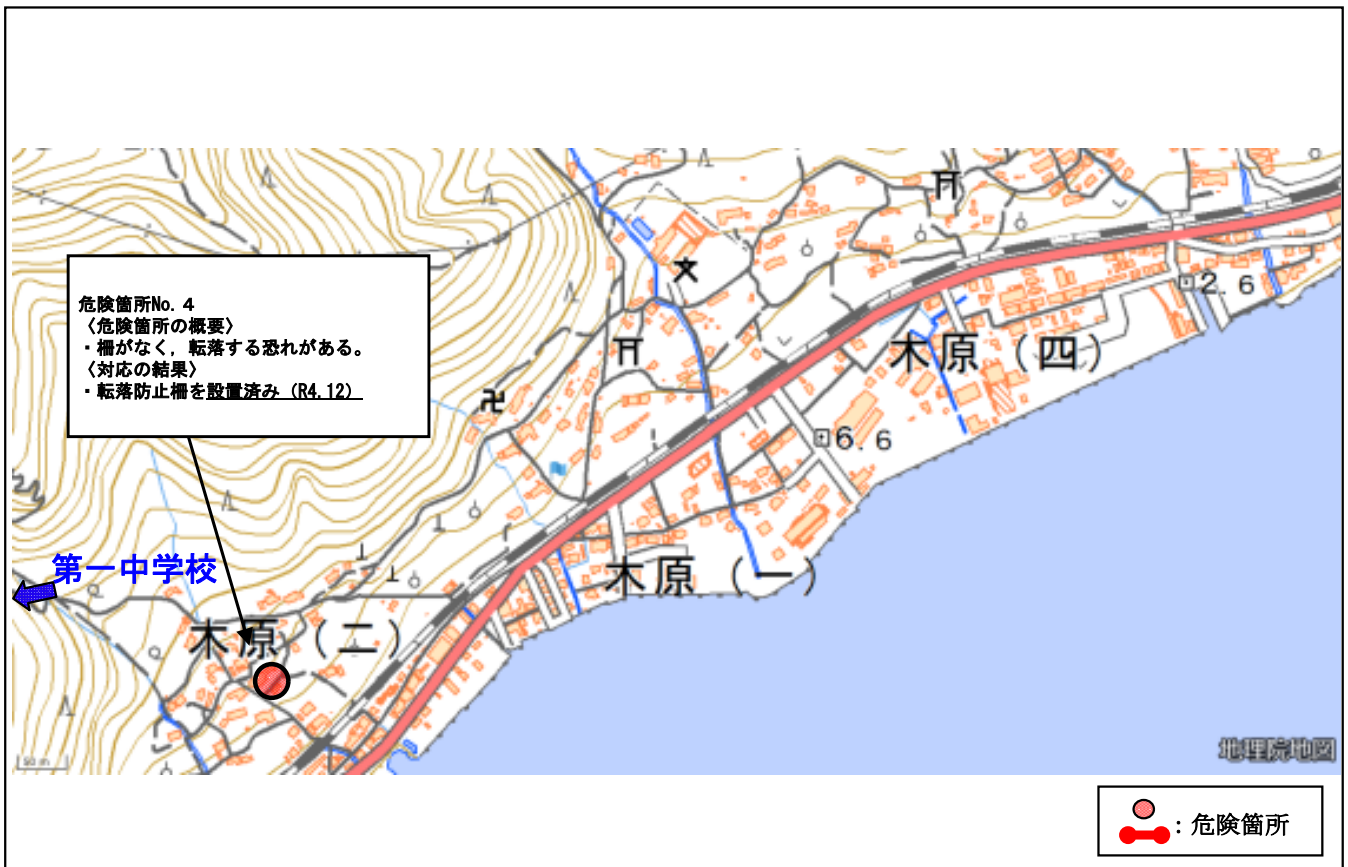 危険箇所No. 4
〈危険箇所の概要〉
・柵がなく，転落する恐れがある。
〈対応の結果〉
・転落防止柵を設置済み（R4.12）
木原（四）
2.6
6.6
木原（一）
第一中学校
木原（二）
50 m
地理院地図
：危険箇所